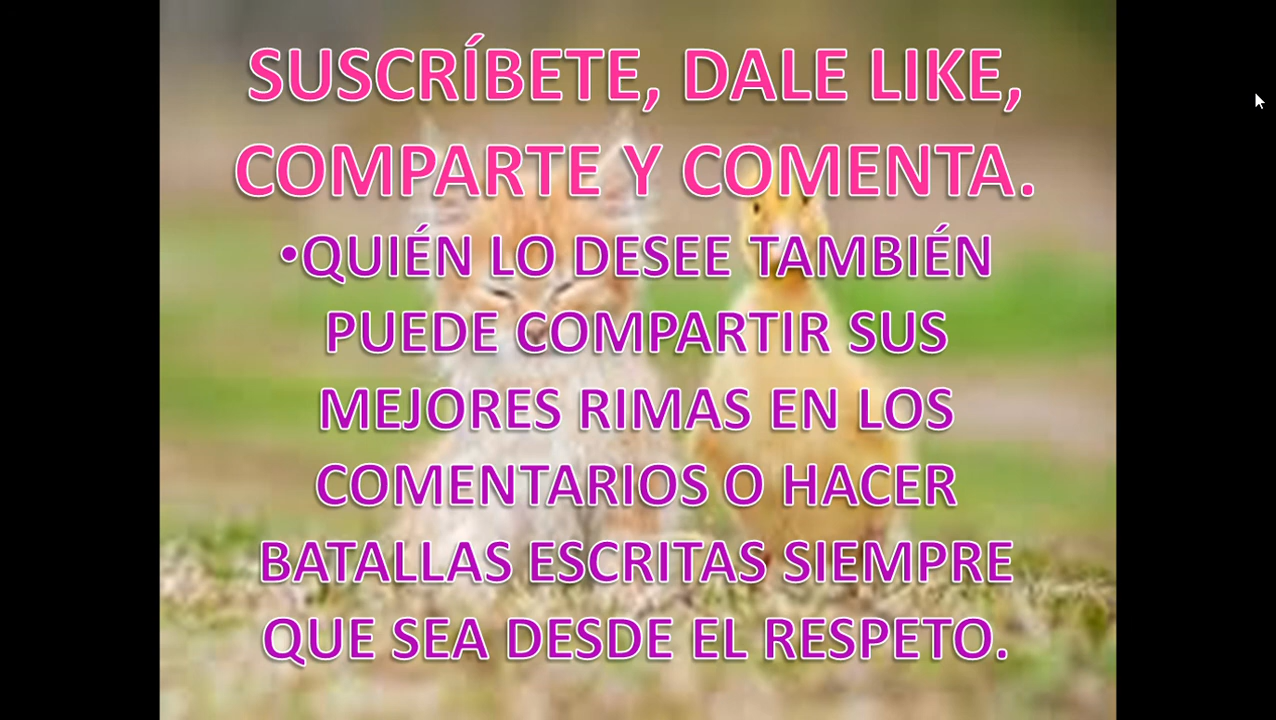 SUSCRÍBETE, DALE LIKE,
COMPARTE Y COMENTA.
•QUIÉN LO DESEE TAMBIÉN
PUEDE COMPARTIR SUS
MEJORES RIMAS EN LOS
COMENTARIOS O HACER
BATALLAS ESCRITAS SIEMPRE
QUE SEA DESDE EL RESPETO.